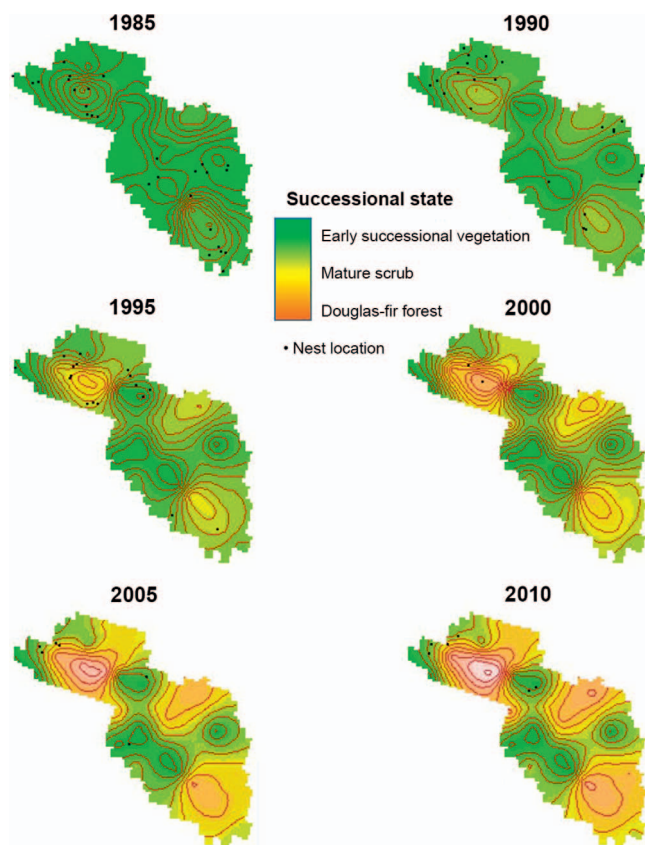 1985
1990
Successional state
Early successional vegetation
Mature scrub
Douglas-fir forest
• Nest location
1995
2000
2005
2010